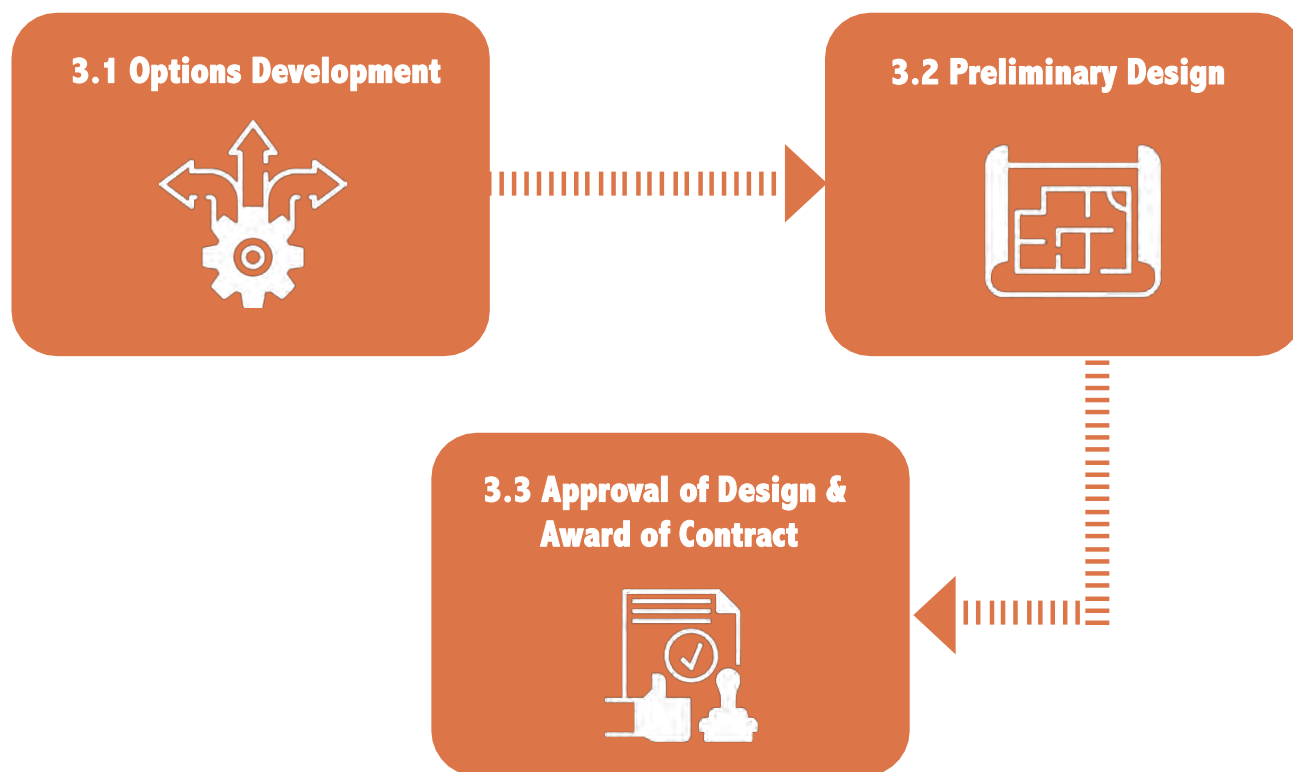 3.1 Options Development
3.2 Preliminary Design
3.3 Approval of Design &
Award of Contract